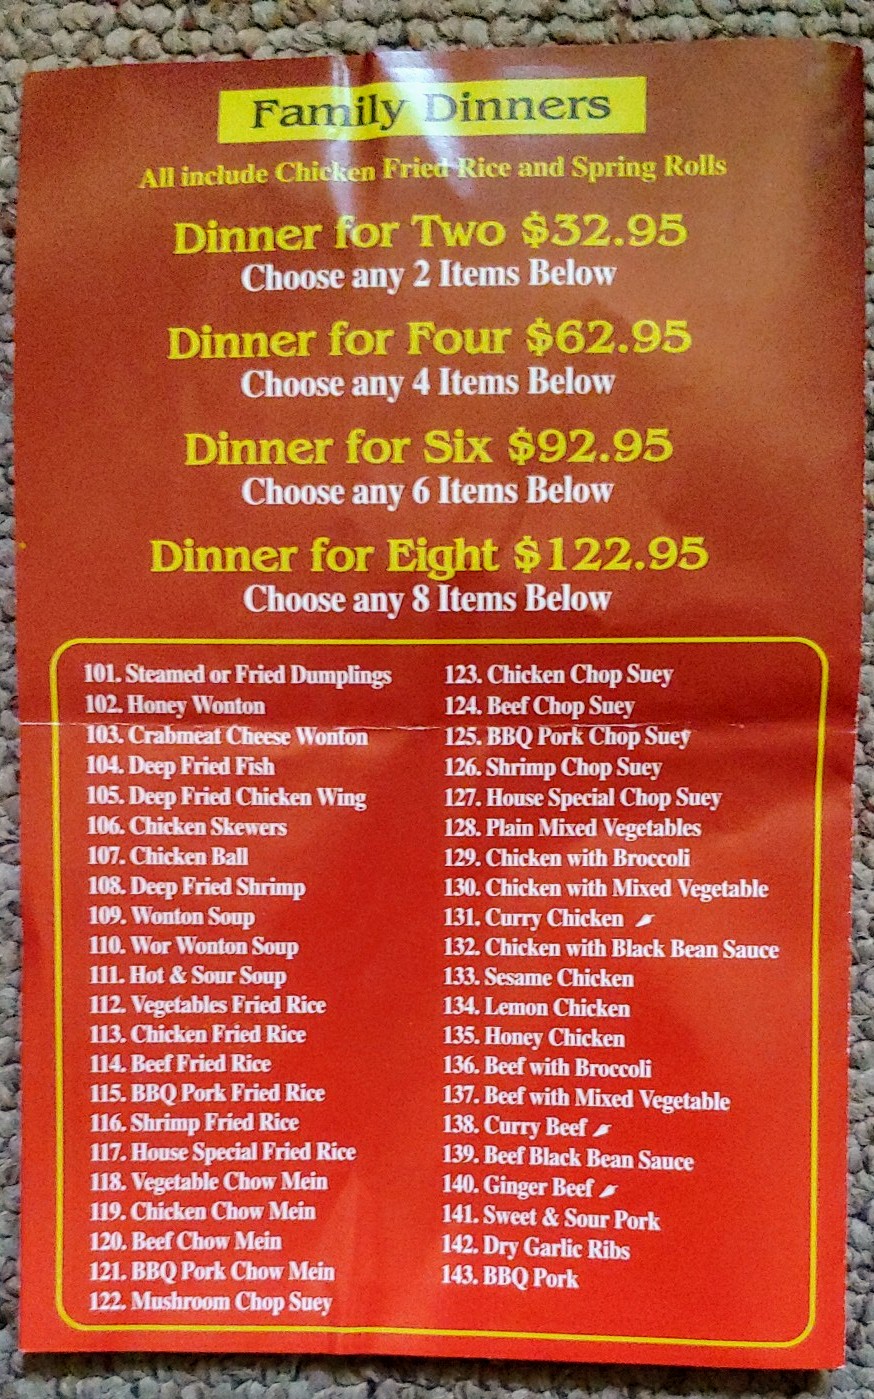 Family Dinners
All include Chicken Fried Rice and Spring Rolls
Dinner for Two $32.95
Choose any 2 Items Below
Dinner for Four $62.95
Choose any 4 Items Below
Dinner for Six $92.95
Choose any 6 Items Below
Dinner for Eight $122.95
Choose any 8 Items Below
101. Steamed or Fried Dumplings
102. Honey Wonton
103. Crabmeat Cheese Wonton
104. Deep Fried Fish
105. Deep Fried Chicken Wing
106. Chicken Skewers
107. Chicken Ball
108. Deep Fried Shrimp
109. Wonton Soup
110. Wor Wonton Soup
111. Hot & Sour Soup
112. Vegetables Fried Rice
113. Chicken Fried Rice
114. Beef Fried Rice
115. BBQ Pork Fried Rice
116. Shrimp Fried Rice
117. House Special Fried Rice
118. Vegetable Chow Mein
119. Chicken Chow Mein
120. Beef Chow Mein
121. BBQ Pork Chow Mein
122. Mushroom Chop Suey
123. Chicken Chop Suey
124. Beef Chop Suey
125. BBQ Pork Chop Suey
126. Shrimp Chop Suey
127. House Special Chop Suey
128. Plain Mixed Vegetables
129. Chicken with Broccoli
130. Chicken with Mixed Vegetable
131. Curry Chicken
132. Chicken with Black Bean Sauce
133. Sesame Chicken
134. Lemon Chicken
135. Honey Chicken
136. Beef with Broccoli
137. Beef with Mixed Vegetable
138. Curry Beef
139. Beef Black Bean Sauce
140. Ginger Beef
141. Sweet & Sour Pork
142. Dry Garlic Ribs
143. BBQ Pork